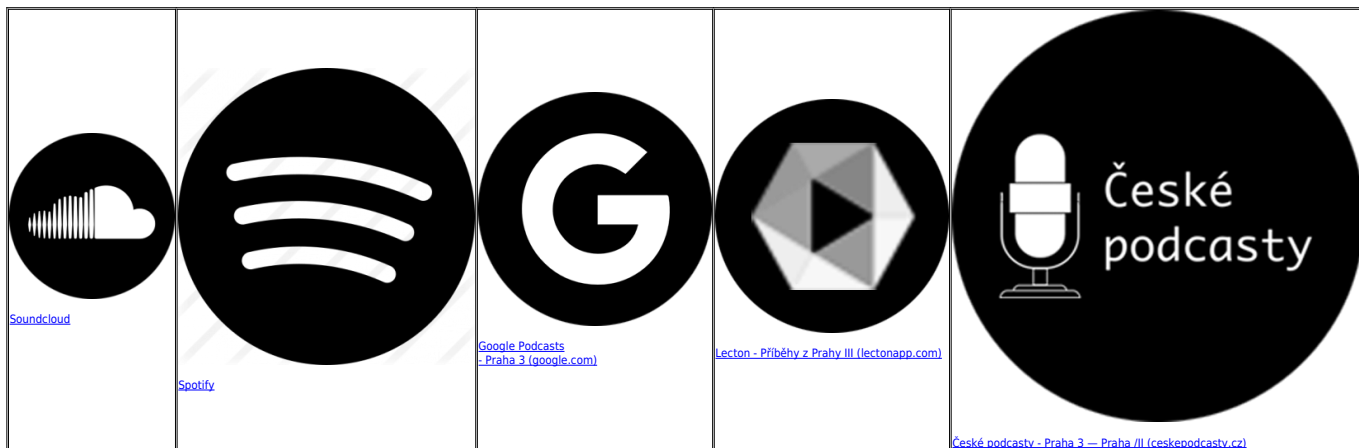 Soundcloud
Spotify
Google Podcasts
- Praha 3 (google.com)
Lecton - Příběhy z Prahy III (lectonapp.com)
České
podcasty
České podcasty - Praha 3 — Praha /II (ceskepodcasty.cz)